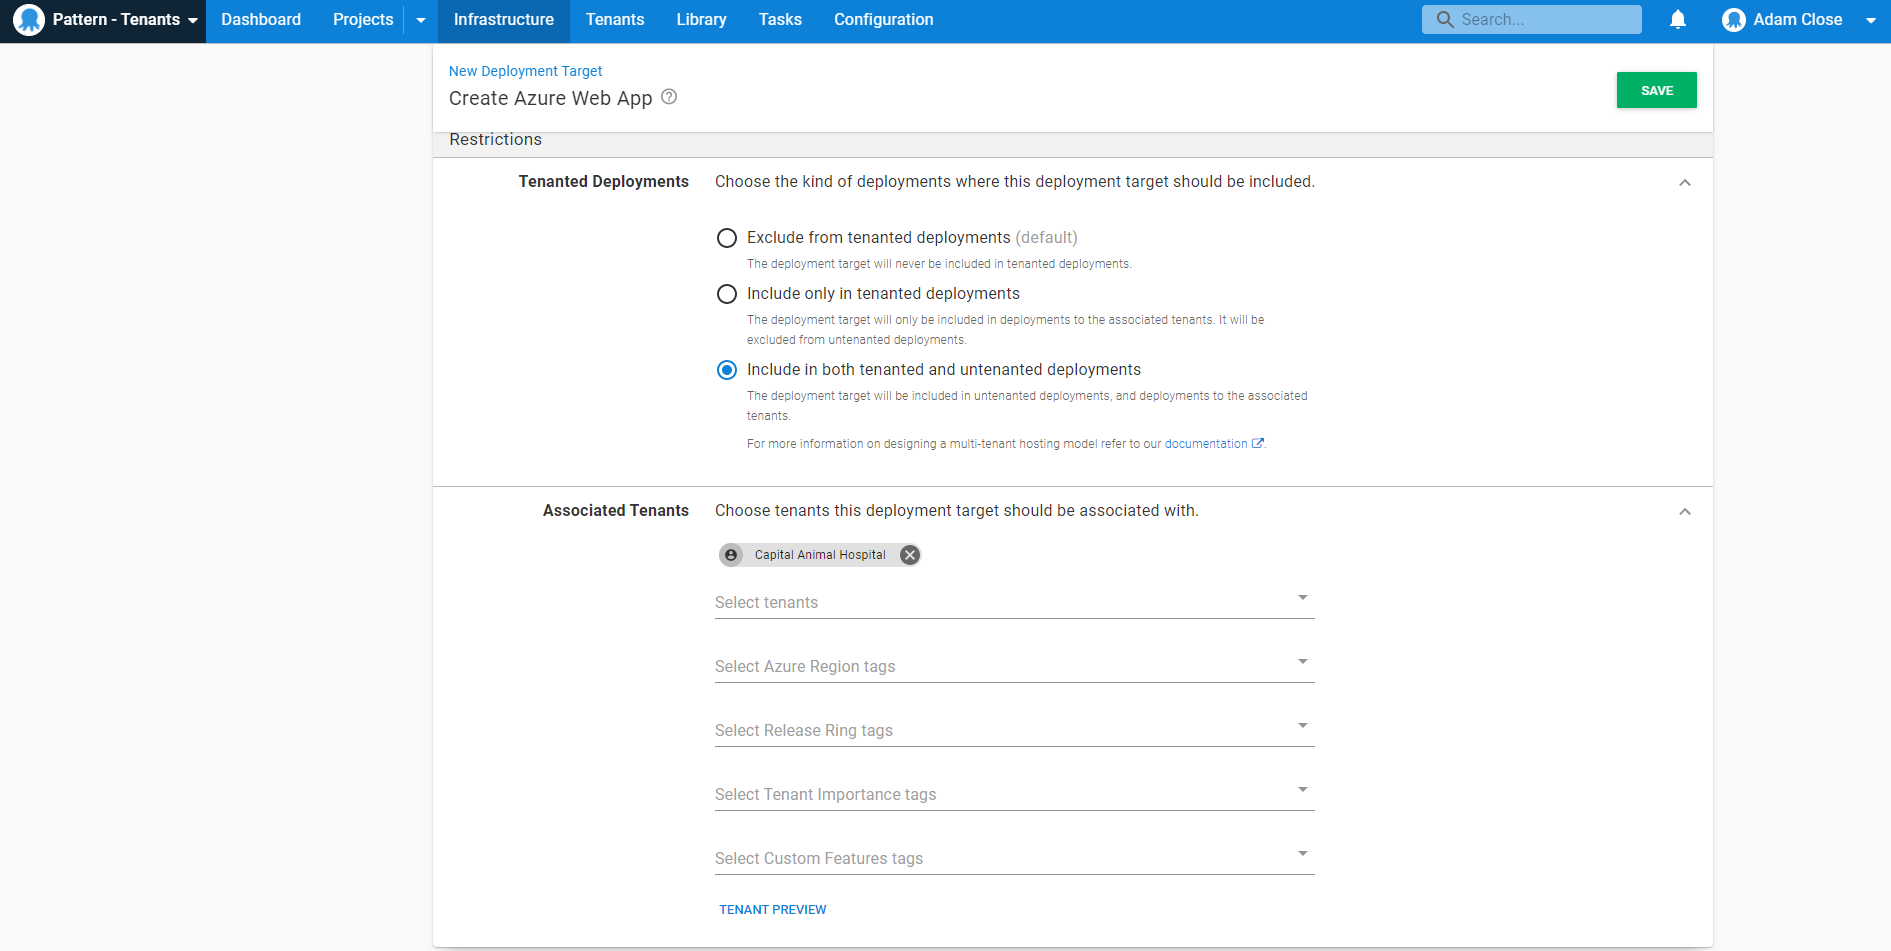 Pattern - Tenants
Dashboard
Projects
Infrastructure
Tenants
Library
Tasks
Configuration
Search...
Adam Close
New Deployment Target
Create Azure Web App
SAVE
Restrictions
Tenanted Deployments
Choose the kind of deployments where this deployment target should be included.
Exclude from tenanted deployments (default)
The deployment target will never be included in tenanted deployments.
Include only in tenanted deployments
The deployment target will only be included in deployments to the associated tenants. It will be
excluded from untenanted deployments.
Include in both tenanted and untenanted deployments
The deployment target will be included in untenanted deployments, and deployments to the associated
tenants.
For more information on designing a multi-tenant hosting model refer to our documentation.
Associated Tenants
Choose tenants this deployment target should be associated with.
Capital Animal Hospital
Select tenants
Select Azure Region tags
Select Release Ring tags
Select Tenant Importance tags
Select Custom Features tags
TENANT PREVIEW